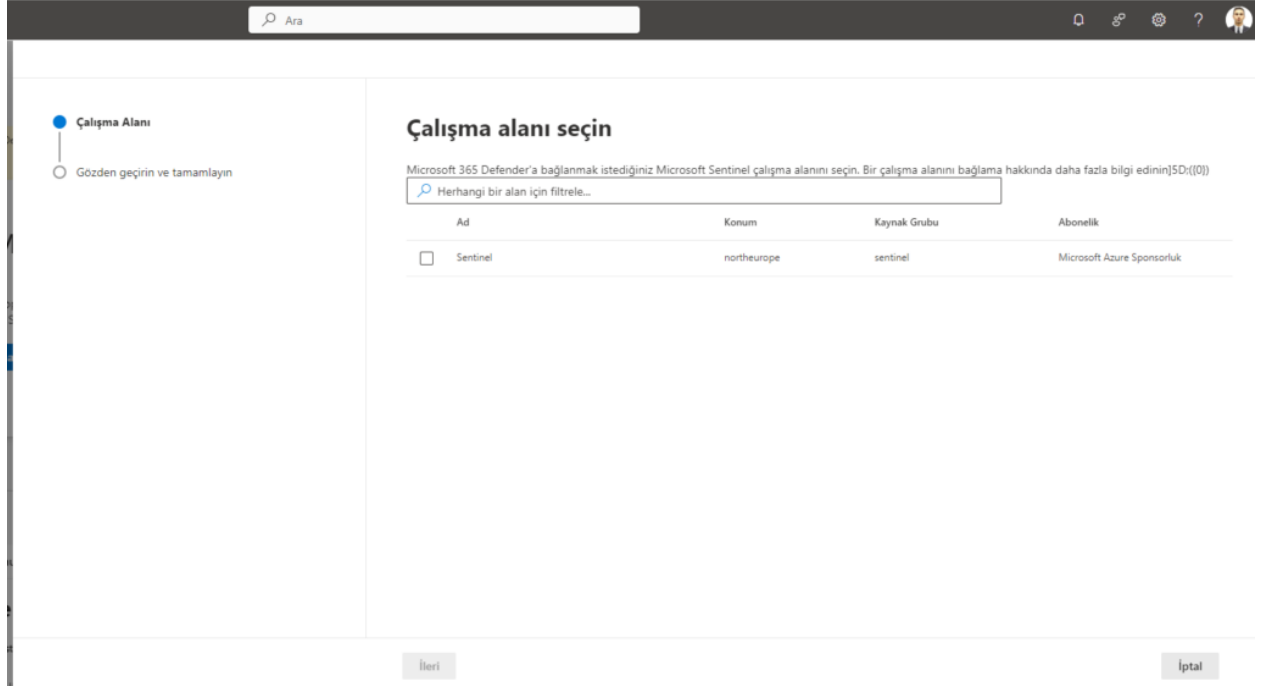 Ara
Çalışma Alanı
Gözden geçirin ve tamamlayın
Çalışma alanı seçin
Microsoft 365 Defender'a bağlanmak istediğiniz Microsoft Sentinel çalışma alanını seçin. Bir çalışma alanını bağlama hakkında daha fazla bilgi edinin]5D;({0})
Herhangi bir alan için filtrele...
Ad Konum Kaynak Grubu Abonelik
Sentinel northeurope sentinel Microsoft Azure Sponsorluk
İleri İptal